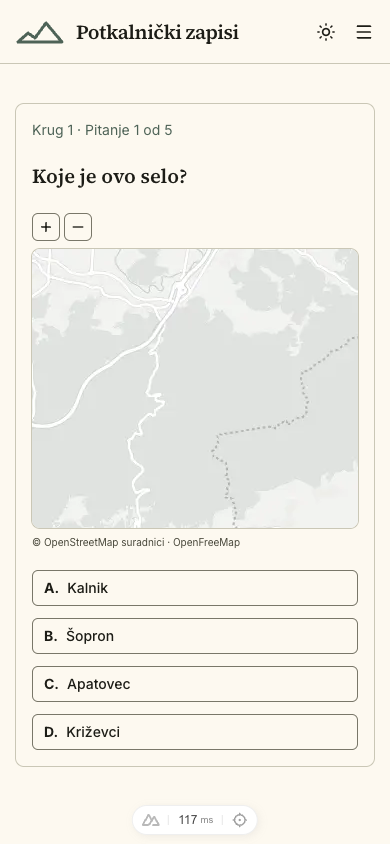 Potkalnički zapisi
Krug 1 · Pitanje 1 od 5
Koje je ovo selo?
+ −
© OpenStreetMap suradnici · OpenFreeMap
A. Kalnik
B. Šopron
C. Apatovec
D. Križevci
117 ms